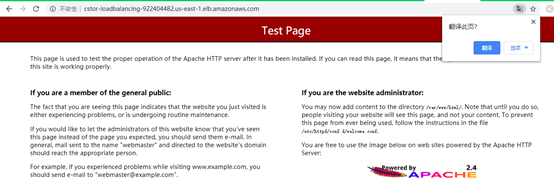 不安全 | cstor-loadbalancing-922404482.us-east-1.elb.amazonaws.com
Test Page
翻译此页?
翻译
选项
This page is used to test the proper operation of the Apache HTTP server after it has been installed. If you can read this page, it means that the
this site is working properly.
If you are a member of the general public:
The fact that you are seeing this page indicates that the website you just visited is
either experiencing problems, or is undergoing routine maintenance.
If you would like to let the administrators of this website know that you've seen
this page instead of the page you expected, you should send them e-mail. In
general, mail sent to the name "webmaster" and directed to the website's domain
should reach the appropriate person.
For example, if you experienced problems while visiting www.example.com, you
should send e-mail to "webmaster@example.com".
If you are the website administrator:
You may now add content to the directory /var/www/html/. Note that until you do so,
people visiting your website will see this page, and not your content. To prevent
this page from ever being used, follow the instructions in the file
/etc/httpd/conf.d/welcome.conf.
You are free to use the image below on web sites powered by the Apache HTTP
Server:
Powered by 2.4
APACHE